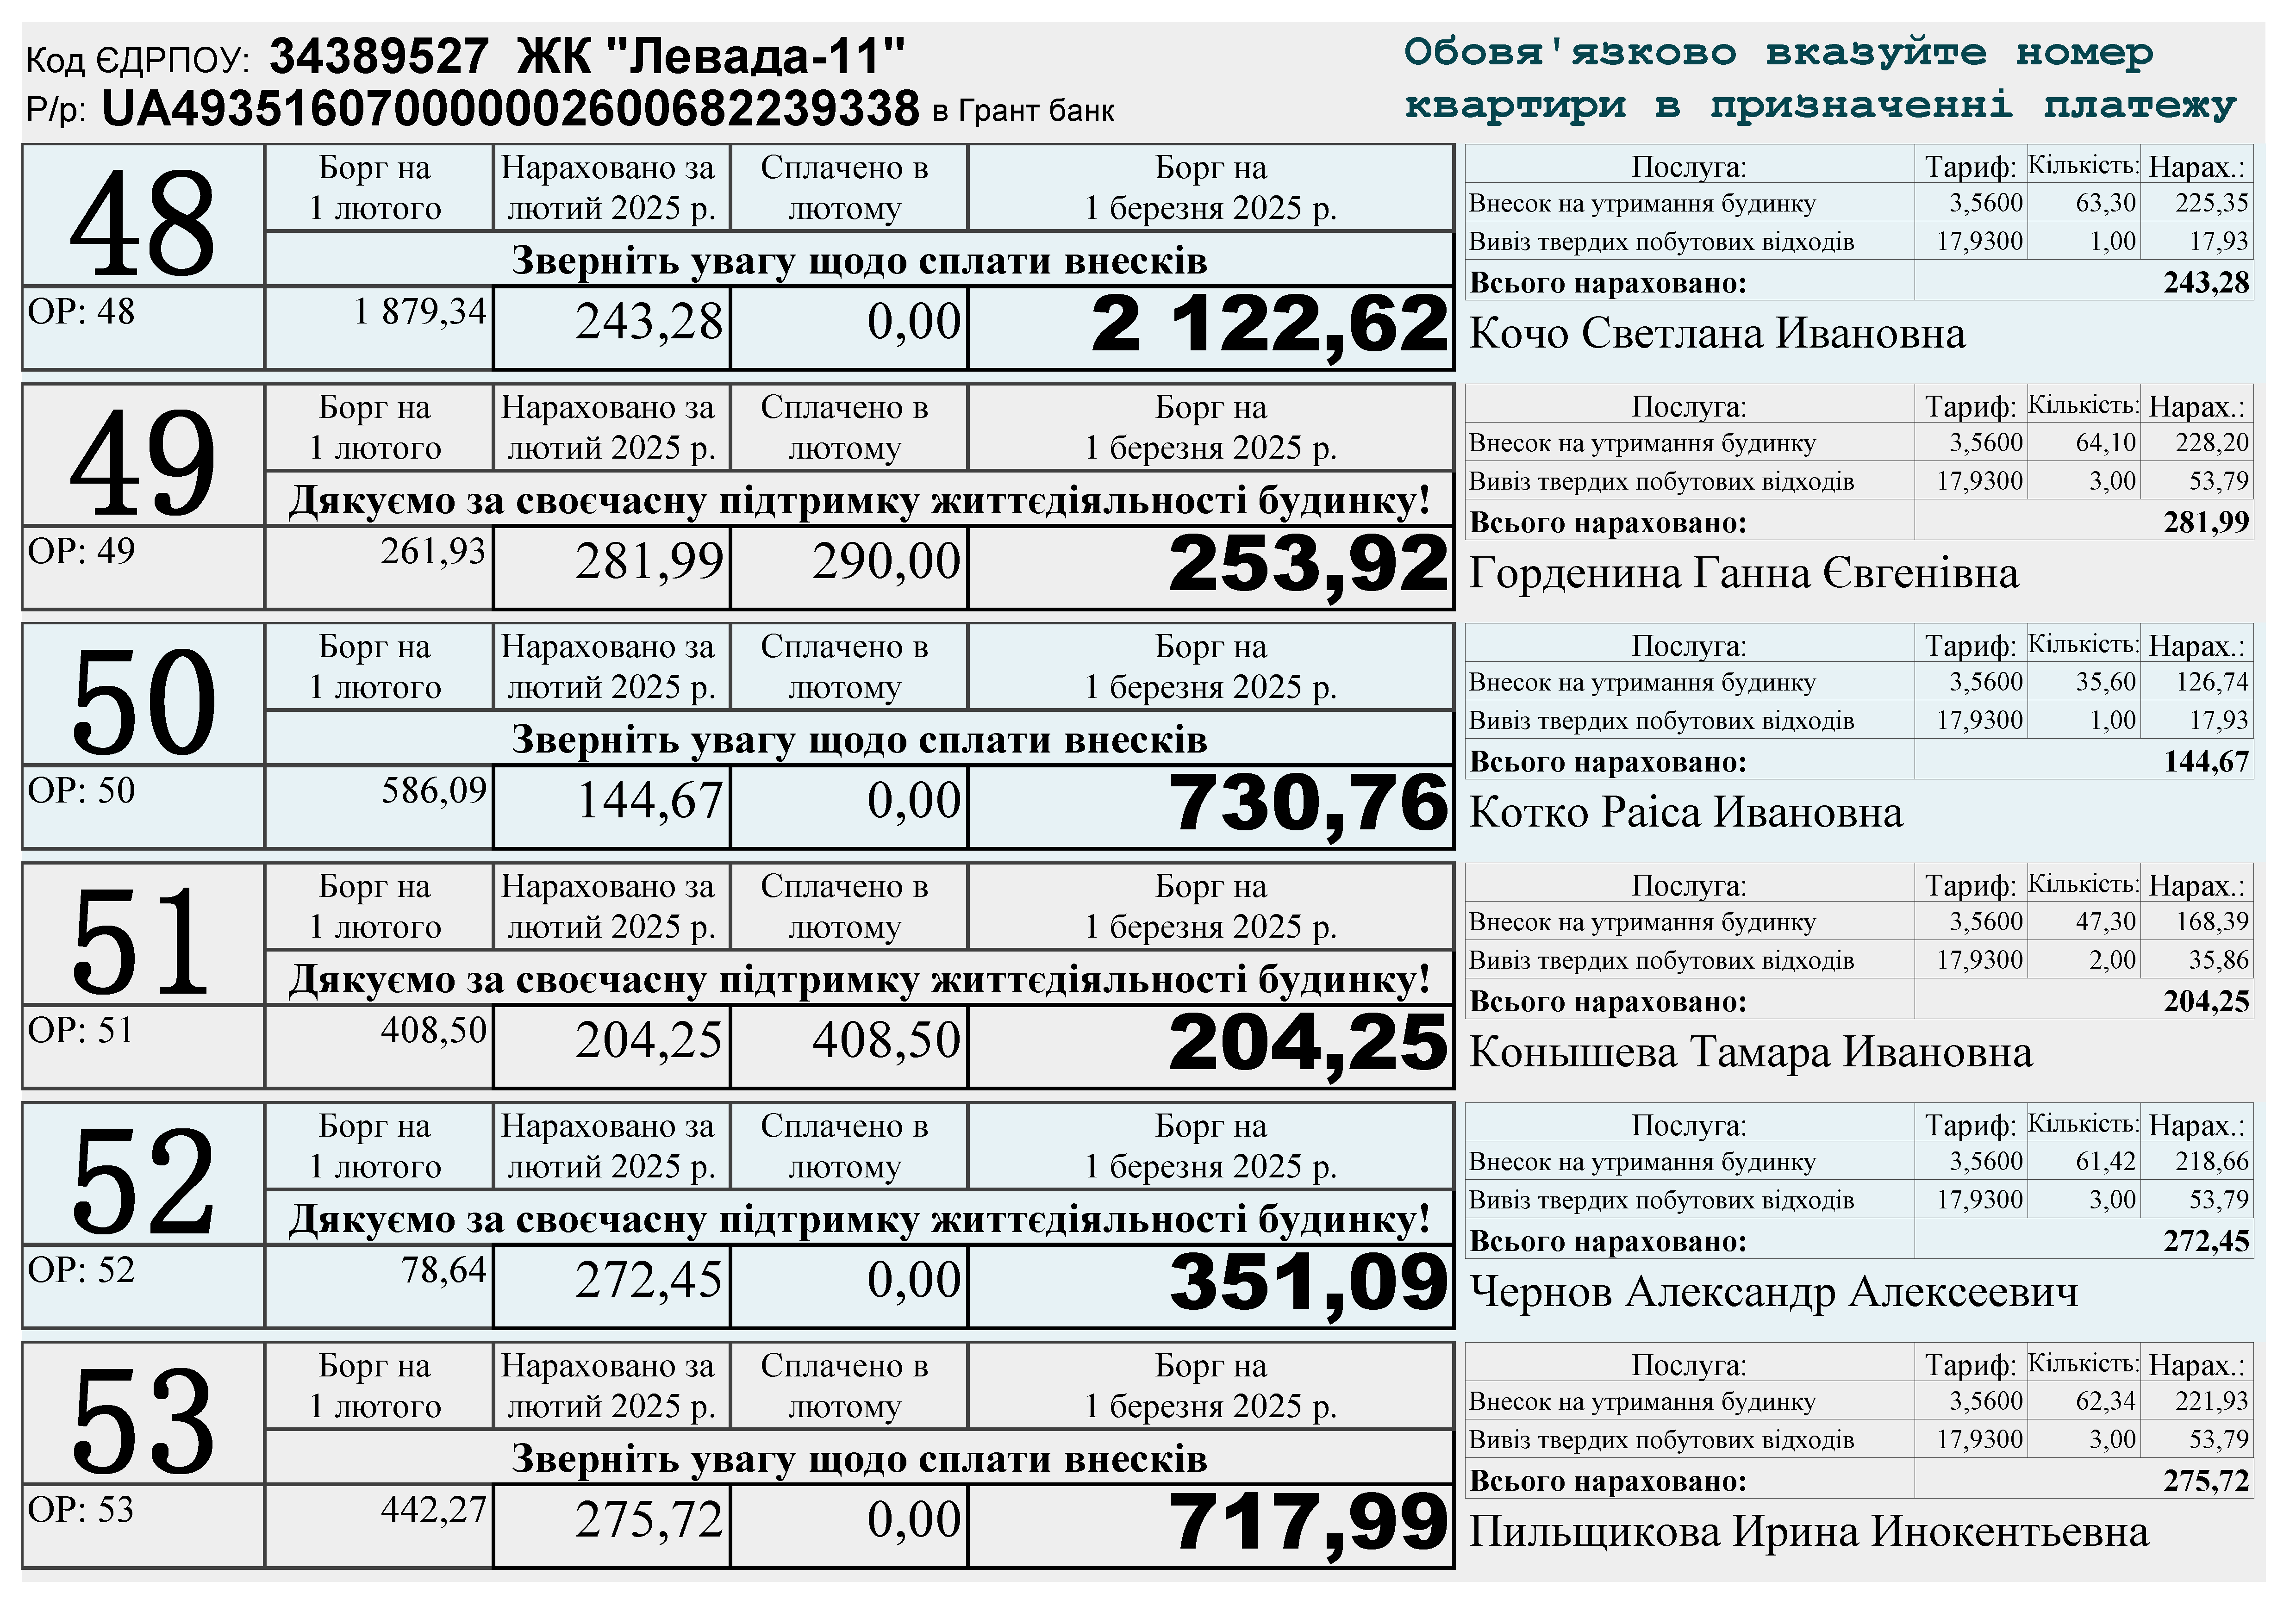 Код ЄДРПОУ: 34389527 ЖК "Левада-11"
Р/р: UA493516070000002600682239338 в Грант банк
Обовя'язково вказуйте номер
квартири в призначенні платежу
48
Борг на
1 лютого
Нараховано за
лютий 2025 р.
Сплачено в
лютому
Борг на
1 березня 2025 р.
Зверніть увагу щодо сплати внесків
ОР: 48 1 879,34 243,28 0,00 2 122,62
Послуга: Тариф: Кількість: Нарах.:
Внесок на утримання будинку 3,5600 63,30 225,35
Вивіз твердих побутових відходів 17,9300 1,00 17,93
Всього нараховано: 243,28
Кочо Светлана Ивановна
49
Борг на
1 лютого
Нараховано за
лютий 2025 р.
Сплачено в
лютому
Борг на
1 березня 2025 р.
Дякуємо за своєчасну підтримку життєдіяльності будинку!
ОР: 49 261,93 281,99 290,00 253,92
Послуга: Тариф: Кількість: Нарах.:
Внесок на утримання будинку 3,5600 64,10 228,20
Вивіз твердих побутових відходів 17,9300 3,00 53,79
Всього нараховано: 281,99
Горденина Ганна Євгенівна
50
Борг на
1 лютого
Нараховано за
лютий 2025 р.
Сплачено в
лютому
Борг на
1 березня 2025 р.
Зверніть увагу щодо сплати внесків
ОР: 50 586,09 144,67 0,00 730,76
Послуга: Тариф: Кількість: Нарах.:
Внесок на утримання будинку 3,5600 35,60 126,74
Вивіз твердих побутових відходів 17,9300 1,00 17,93
Всього нараховано: 144,67
Котко Раіса Ивановна
51
Борг на
1 лютого
Нараховано за
лютий 2025 р.
Сплачено в
лютому
Борг на
1 березня 2025 р.
Дякуємо за своєчасну підтримку життєдіяльності будинку!
ОР: 51 408,50 204,25 408,50 204,25
Послуга: Тариф: Кількість: Нарах.:
Внесок на утримання будинку 3,5600 47,30 168,39
Вивіз твердих побутових відходів 17,9300 2,00 35,86
Всього нараховано: 204,25
Конышева Тамара Ивановна
52
Борг на
1 лютого
Нараховано за
лютий 2025 р.
Сплачено в
лютому
Борг на
1 березня 2025 р.
Дякуємо за своєчасну підтримку життєдіяльності будинку!
ОР: 52 78,64 272,45 0,00 351,09
Послуга: Тариф: Кількість: Нарах.:
Внесок на утримання будинку 3,5600 61,42 218,66
Вивіз твердих побутових відходів 17,9300 3,00 53,79
Всього нараховано: 272,45
Чернов Александр Алексеевич
53
Борг на
1 лютого
Нараховано за
лютий 2025 р.
Сплачено в
лютому
Борг на
1 березня 2025 р.
Зверніть увагу щодо сплати внесків
ОР: 53 442,27 275,72 0,00 717,99
Послуга: Тариф: Кількість: Нарах.:
Внесок на утримання будинку 3,5600 62,34 221,93
Вивіз твердих побутових відходів 17,9300 3,00 53,79
Всього нараховано: 275,72
Пильщикова Ирина Инокентьевна